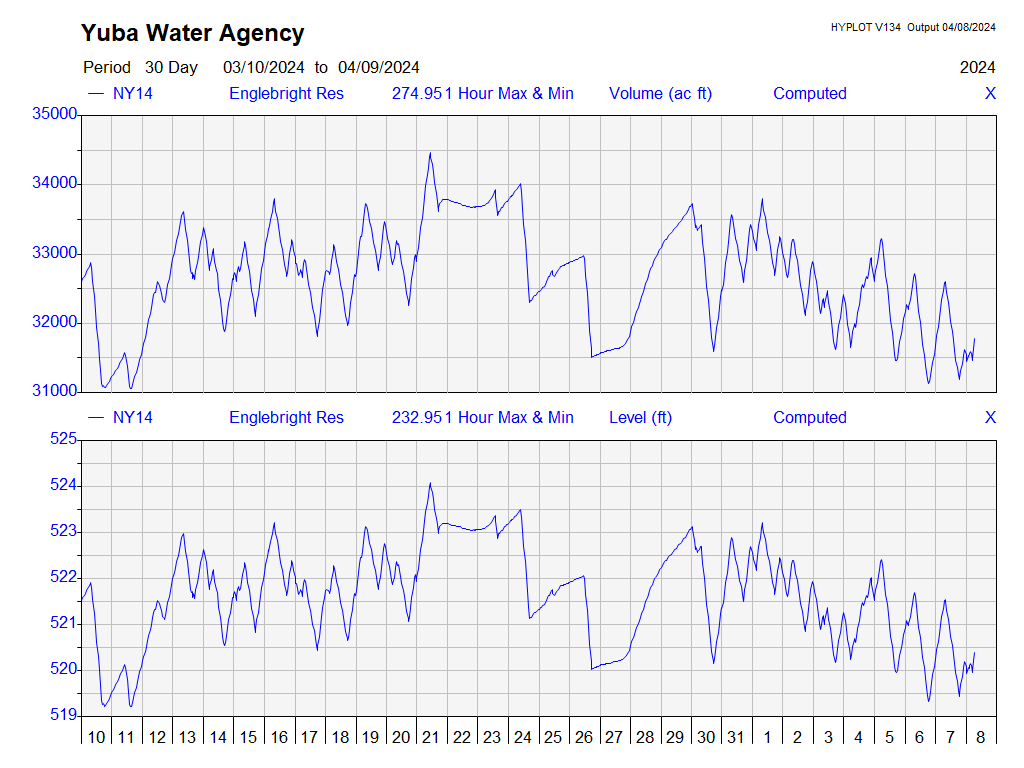 Yuba Water Agency
HYPLOT V134 Output 04/08/2024
Period 30 Day 03/10/2024 to 04/09/2024
2024
NY14 Englebright Res 274.951 Hour Max & Min Volume (ac ft) Computed X
35000
34000
33000
32000
31000
NY14 Englebright Res 232.951 Hour Max & Min Level (ft) Computed X
525
524
523
522
521
520
519
10 11 12 13 14 15 16 17 18 19 20 21 22 23 24 25 26 27 28 29 30 31 1 2 3 4 5 6 7 8